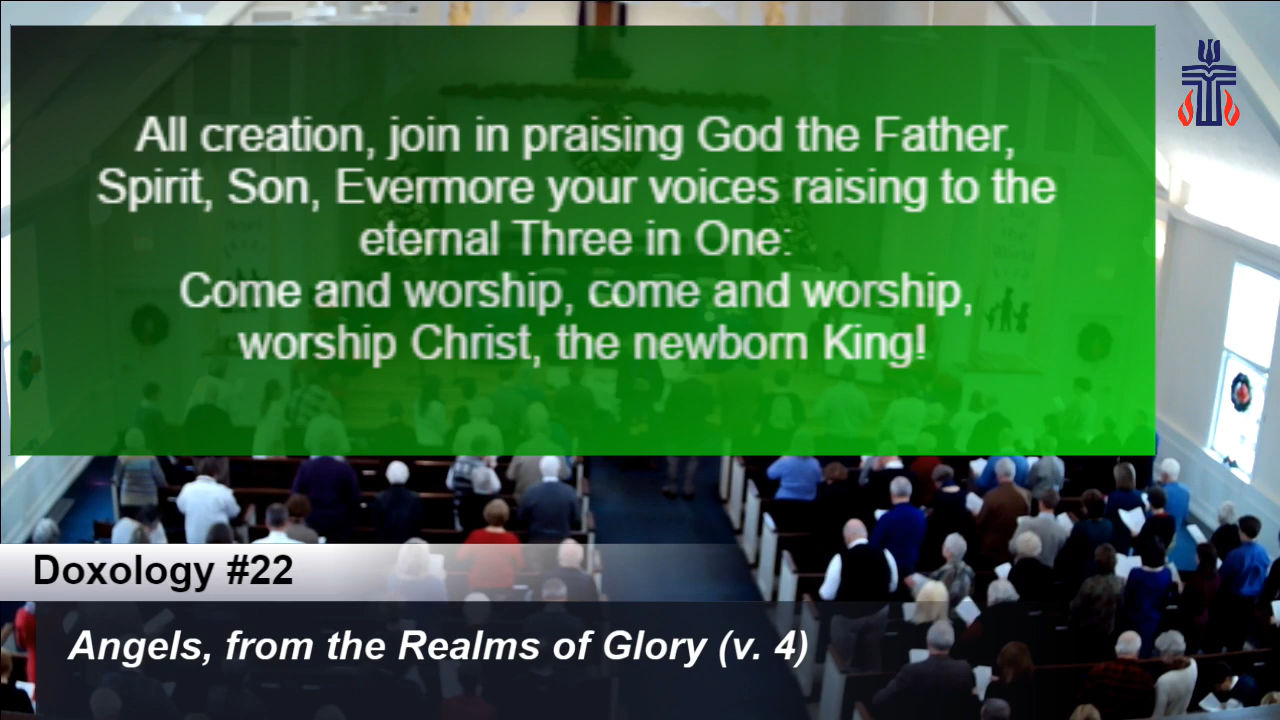 All creation, join in praising God the Father,
Spirit, Son, Evermore your voices raising to the
eternal Three in One:
Come and worship, come and worship,
worship Christ, the newborn King!
Doxology #22
Angels, from the Realms of Glory (v. 4)